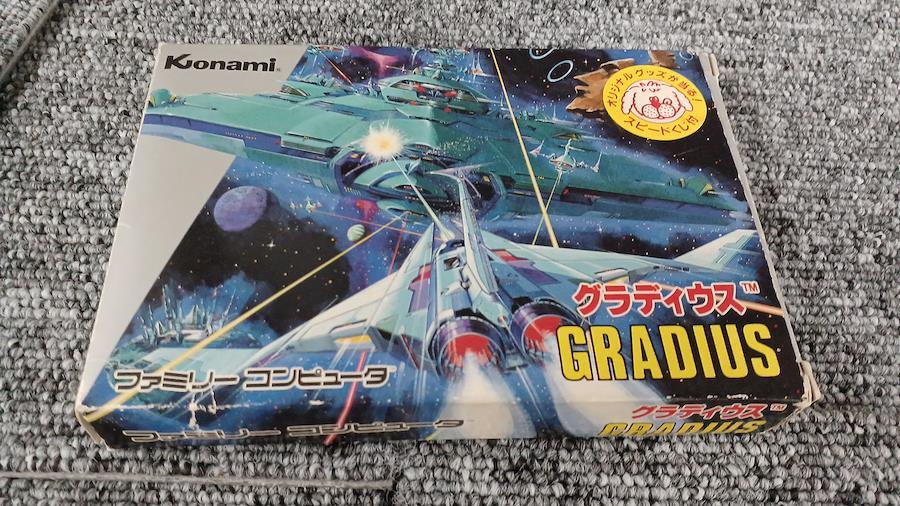 Konami
オリジナルグッズが当る!
スピードくじ付
グラディウス™
GRADIUS
ファミリー コンピュータ
ファミリー コンピュータ
グラディウス™
GRADIUS